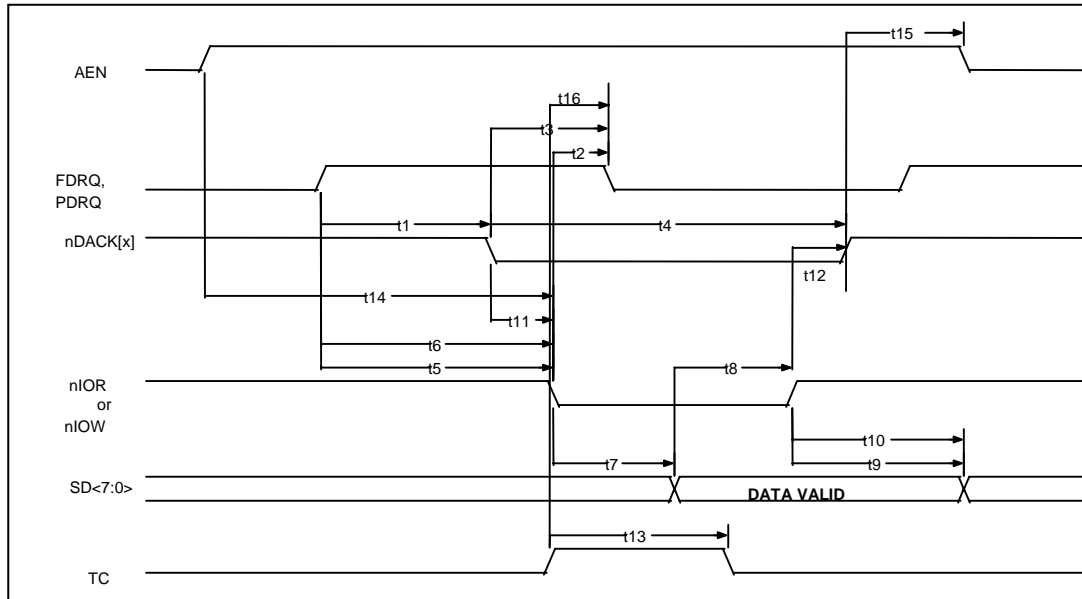 t15
AEN
t16
t3
t2
FDRQ,
PDRQ
t1
t4
nDACK[x]
t12
t14
t11
t6
t5
t8
nIOR
or
nIOW
t10
t7
t9
SD<7:0>
DATA VALID
t13
TC